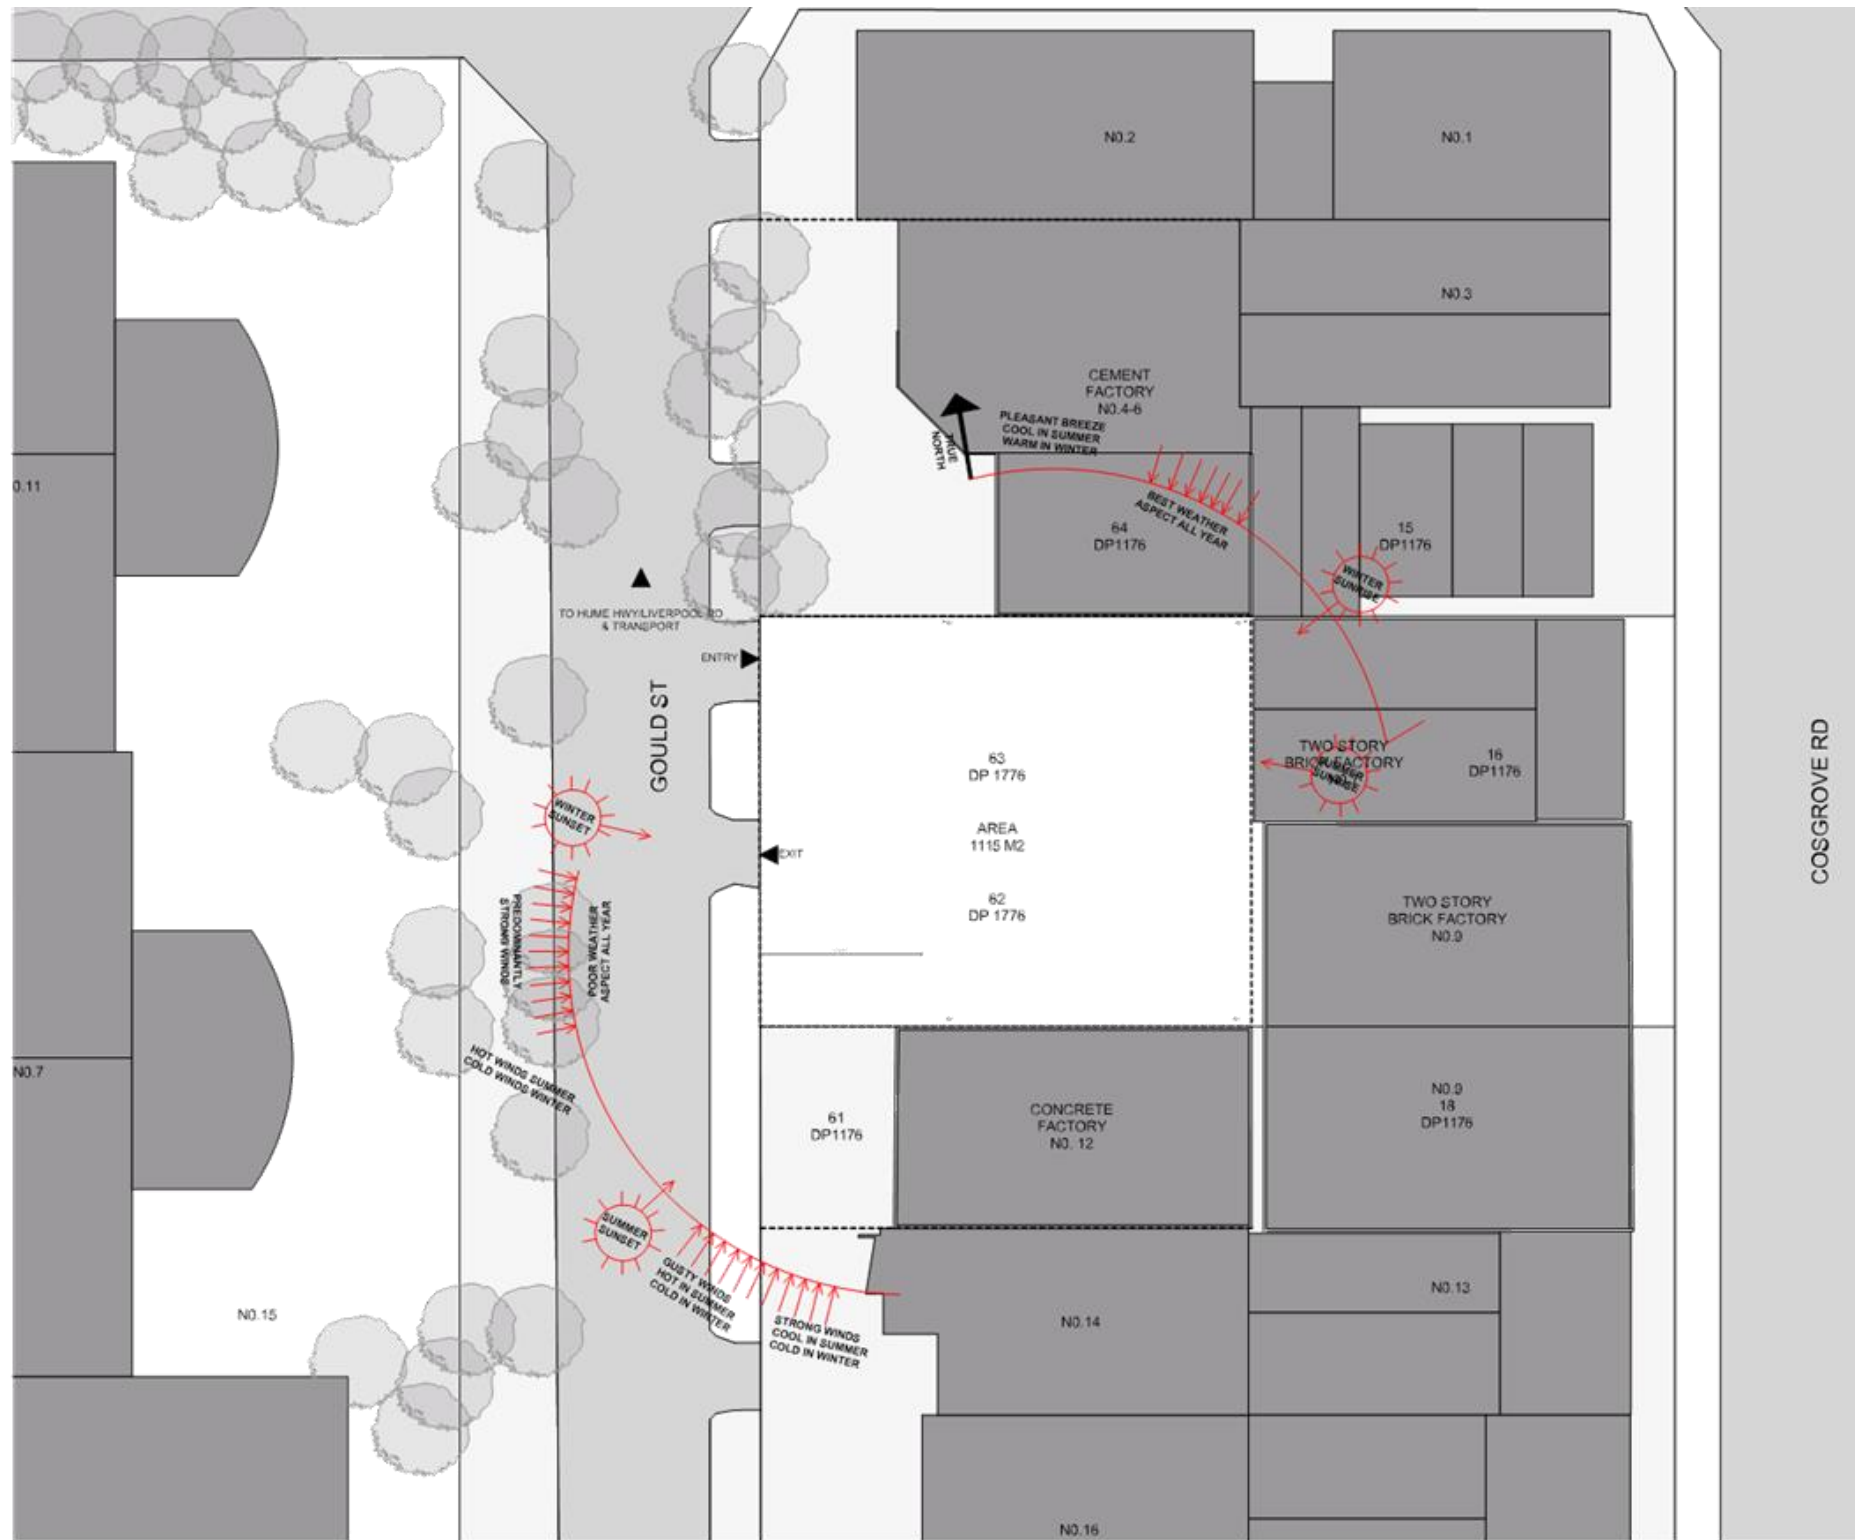 N0.2
N0.1
N0.3
CEMENT
FACTORY
N0.4-6
TRUE
NORTH
PLEASANT BREEZE
COOL IN SUMMER
WARM IN WINTER
BEST WEATHER
ASPECT ALL YEAR
64
DP1176
15
DP1176
WINTER
SUNRISE
0.11
TO HUME HWY/LIVERPOOL RD
& TRANSPORT
ENTRY
GOULD ST
63
DP 1776
AREA
1115 M2
62
DP 1776
EXIT
TWO STORY
BRICK FACTORY
16
DP1176
SUMMER
SUNRISE
COSGROVE RD
WINTER
SUNSET
PREDOMINANTLY
STRONG WINDS
POOR WEATHER
ASPECT ALL YEAR
TWO STORY
BRICK FACTORY
N0.9
HOT WINDS SUMMER
COLD WINDS WINTER
N0.7
61
DP1176
CONCRETE
FACTORY
N0. 12
N0.9
18
DP1176
SUMMER
SUNSET
GUSTY WINDS
HOT IN SUMMER
COLD IN WINTER
STRONG WINDS
COOL IN SUMMER
COLD IN WINTER
N0.15
N0.14
N0.13
N0.16